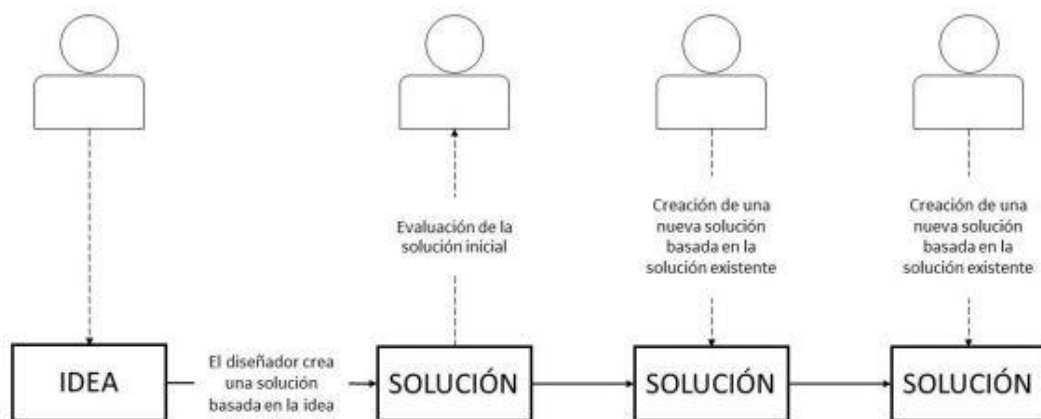 Evaluación de la
solución inicial
Creación de una
nueva solución
basada en la
solución existente
Creación de una
nueva solución
basada en la
solución existente
IDEA
El diseñador crea
una solución
basada en la idea
SOLUCIÓN
SOLUCIÓN
SOLUCIÓN